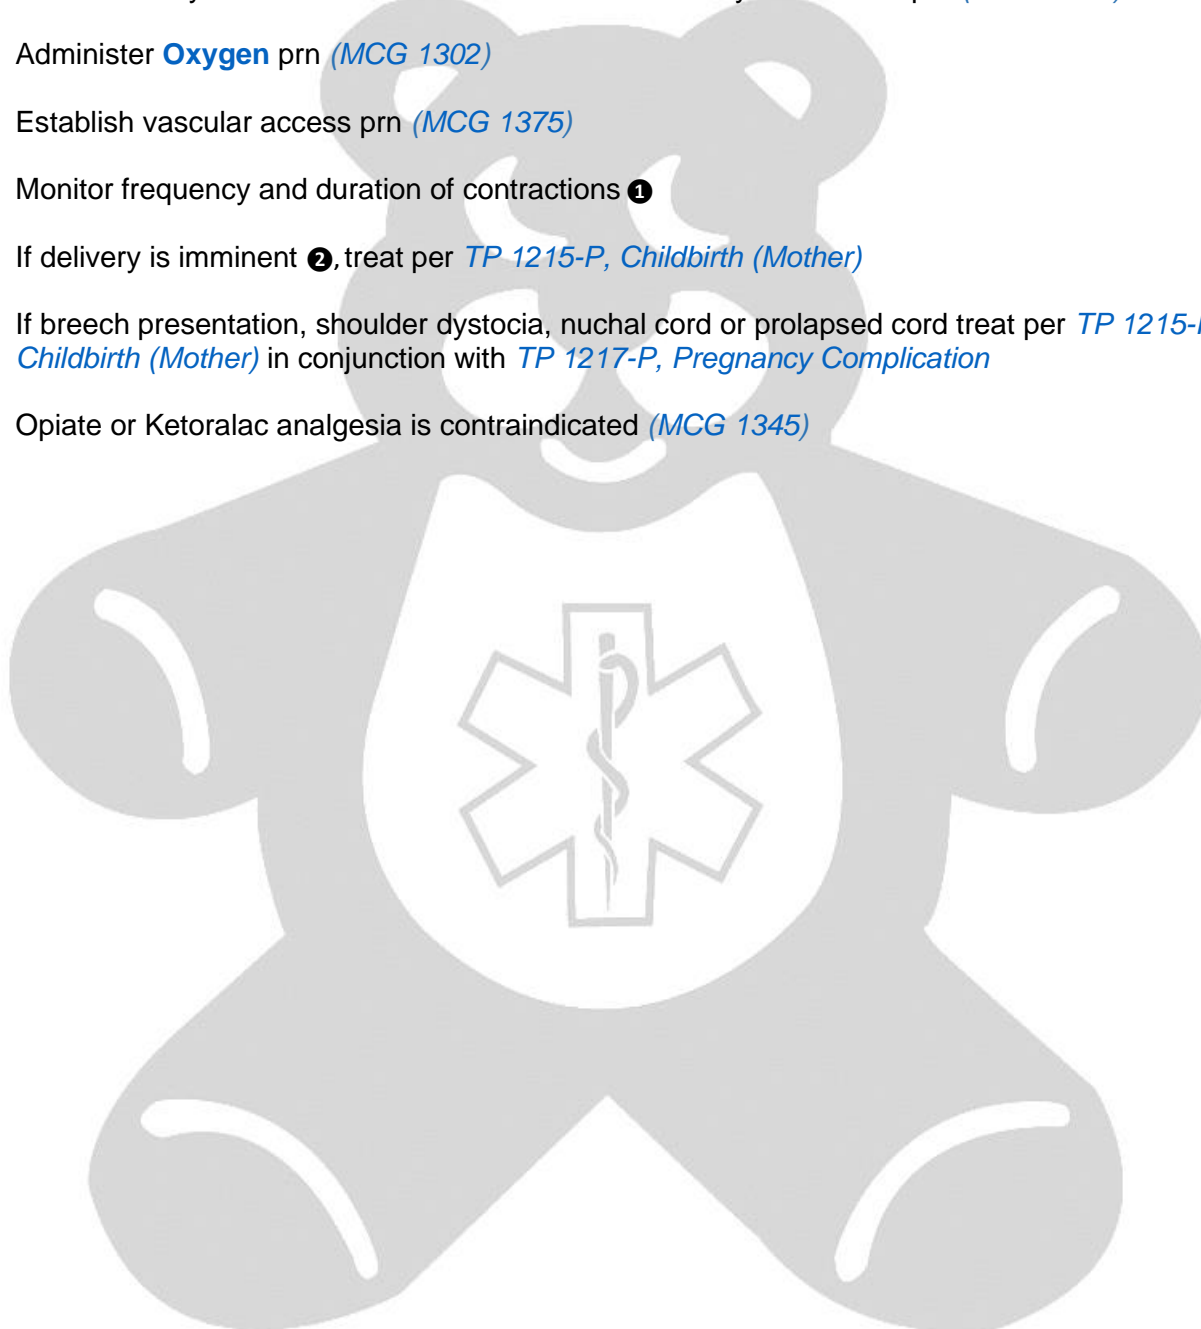 Administer Oxygen prn (MCG 1302)
Establish vascular access prn (MCG 1375)
Monitor frequency and duration of contractions ❶
If delivery is imminent ❷, treat per TP 1215-P, Childbirth (Mother)
If breech presentation, shoulder dystocia, nuchal cord or prolapsed cord treat per TP 1215-
Childbirth (Mother) in conjunction with TP 1217-P, Pregnancy Complication
Opiate or Ketoralac analgesia is contraindicated (MCG 1345)